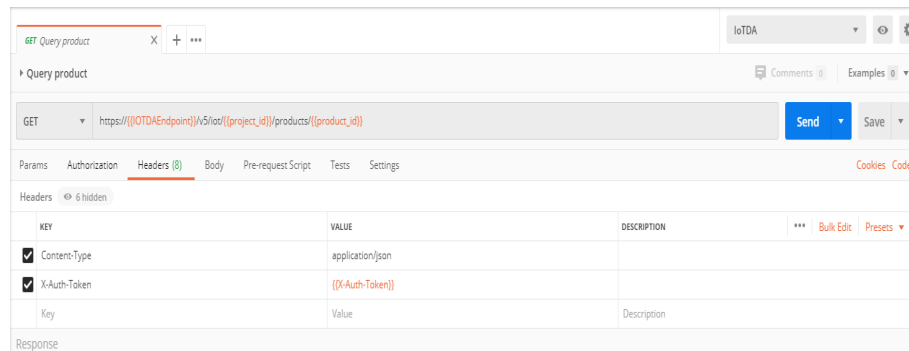 GET Query product X + ••• IoTDA
Query product Comments 0 Examples 0
GET https://{{IOTDAEndpoint}}/v5/iot/{{project_id}}/products/{{product_id}} Send Save
Params Authorization Headers (8) Body Pre-request Script Tests Settings Cookies Code
Headers 6 hidden
KEY VALUE DESCRIPTION ••• Bulk Edit Presets
Content-Type application/json
X-Auth-Token {{X-Auth-Token}}
Key Value Description
Response